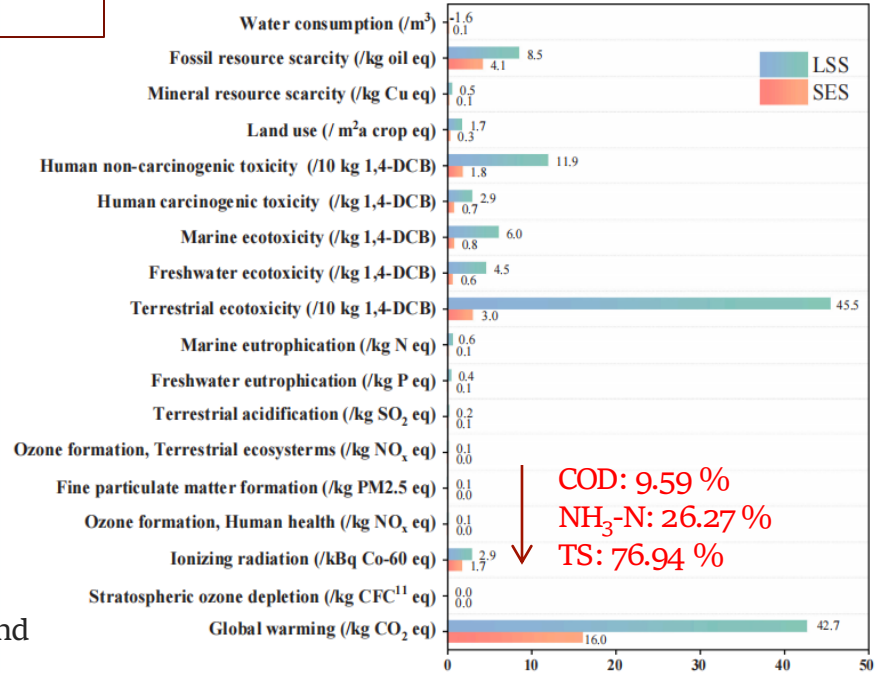 Water consumption (/m³)
-1.6
0.1
Fossil resource scarcity (/kg oil eq)
8.5
4.1
LSS
SES
Mineral resource scarcity (/kg Cu eq)
0.5
0.1
Land use (/ m²a crop eq)
1.7
0.3
Human non-carcinogenic toxicity (/10 kg 1,4-DCB)
11.9
1.8
Human carcinogenic toxicity (/kg 1,4-DCB)
2.9
0.7
Marine ecotoxicity (/kg 1,4-DCB)
6.0
0.8
Freshwater ecotoxicity (/kg 1,4-DCB)
4.5
0.6
Terrestrial ecotoxicity (/10 kg 1,4-DCB)
45.5
3.0
Marine eutrophication (/kg N eq)
0.6
0.1
Freshwater eutrophication (/kg P eq)
0.4
0.1
Terrestrial acidification (/kg SO₂ eq)
0.2
0.1
Ozone formation, Terrestrial ecosysterms (/kg NOₓ eq)
0.1
0.0
Fine particulate matter formation (/kg PM2.5 eq)
0.1
0.0
Ozone formation, Human health (/kg NOₓ eq)
0.1
0.0
COD: 9.59 %
NH₃-N: 26.27 %
TS: 76.94 %
Ionizing radiation (/kBq Co-60 eq)
2.9
1.7
Stratospheric ozone depletion (/kg CFC¹¹ eq)
0.0
0.0
nd
Global warming (/kg CO₂ eq)
42.7
16.0
0 10 20 30 40 50